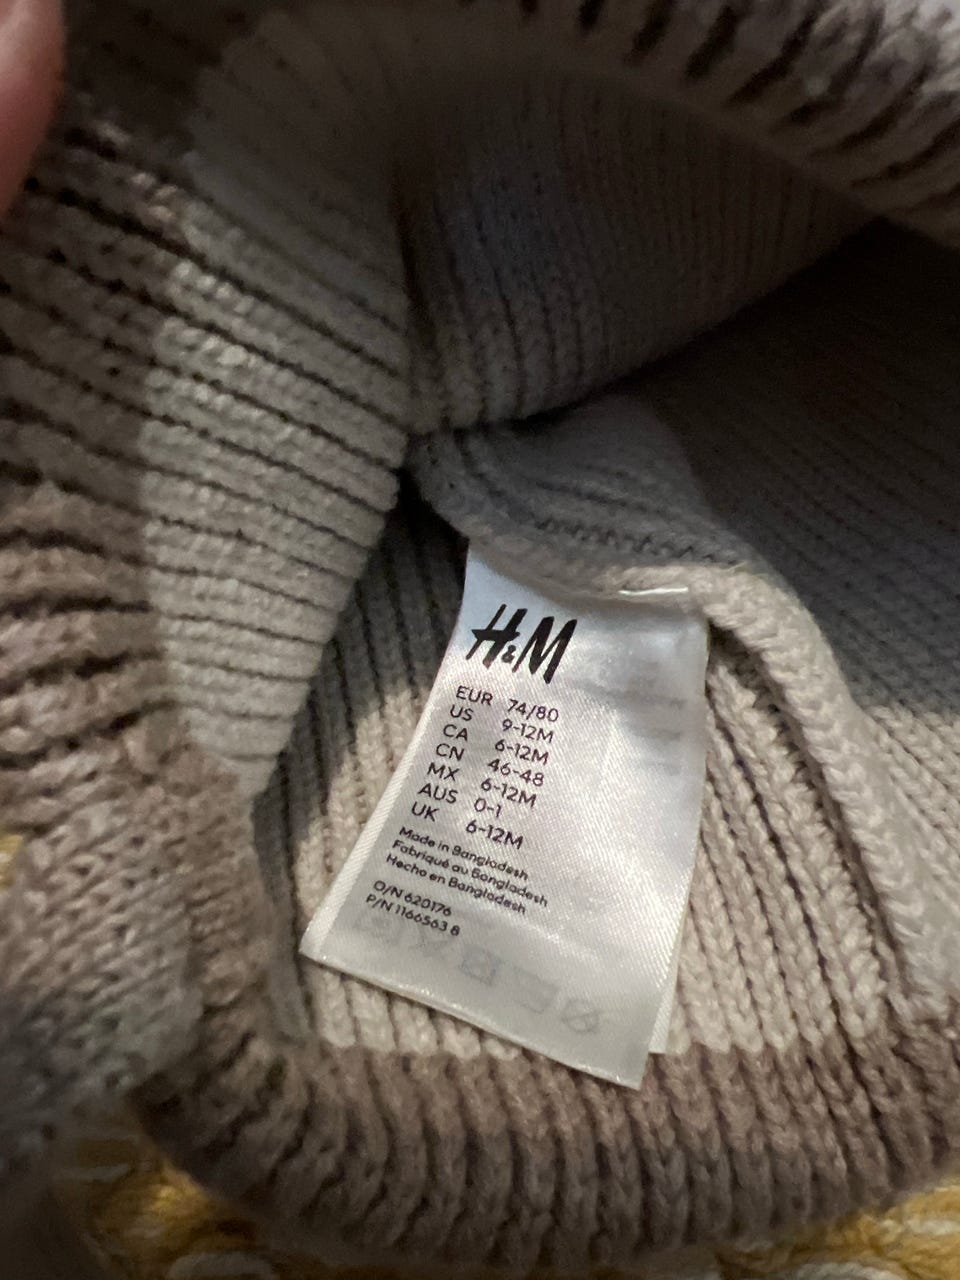 H&M
EUR 74/80
US 9-12M
CA 6-12M
CN 46-48
MX 6-12M
AUS 0-1
UK 6-12M
Made in Bangladesh
Fabriqué au Bangladesh
Hecho en Bangladesh
O/N 620176
P/N 1166563 8